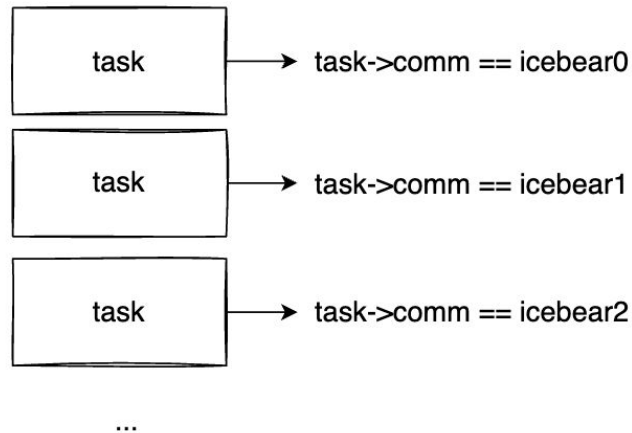 task task->comm == icebear0
task task->comm == icebear1
task task->comm == icebear2
...